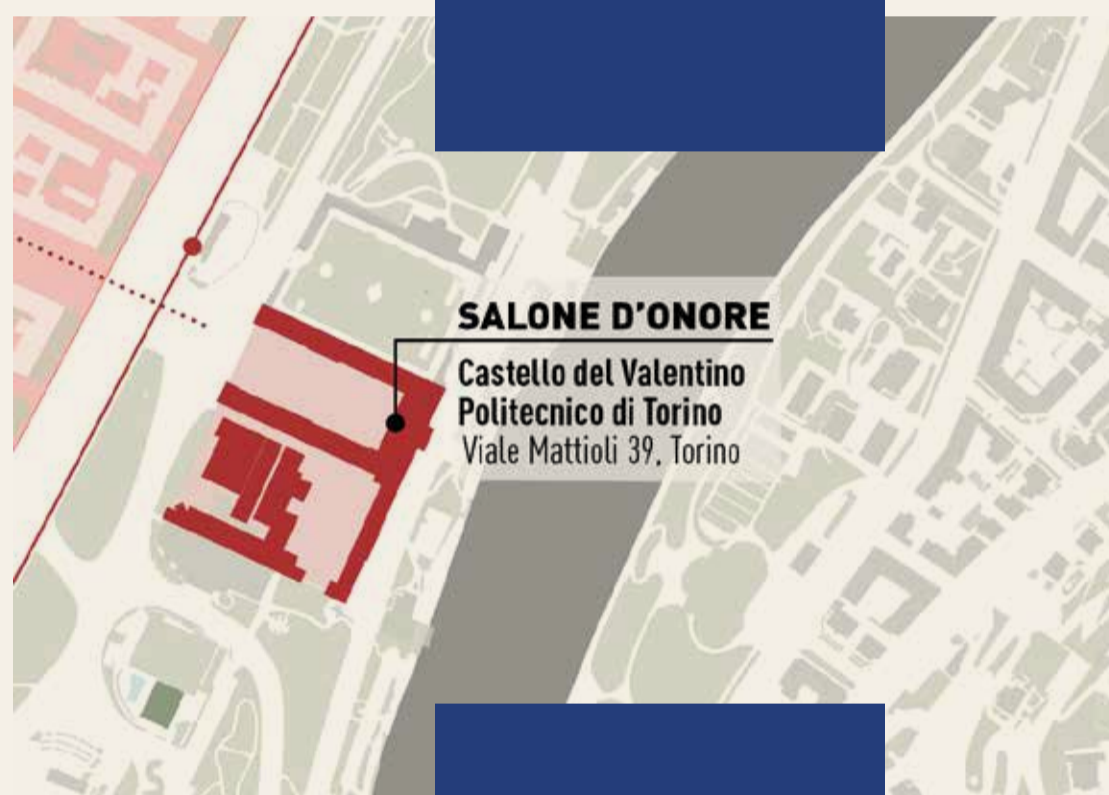 SALONE D'ONORE
Castello del Valentino
Politecnico di Torino
Viale Mattioli 39, Torino